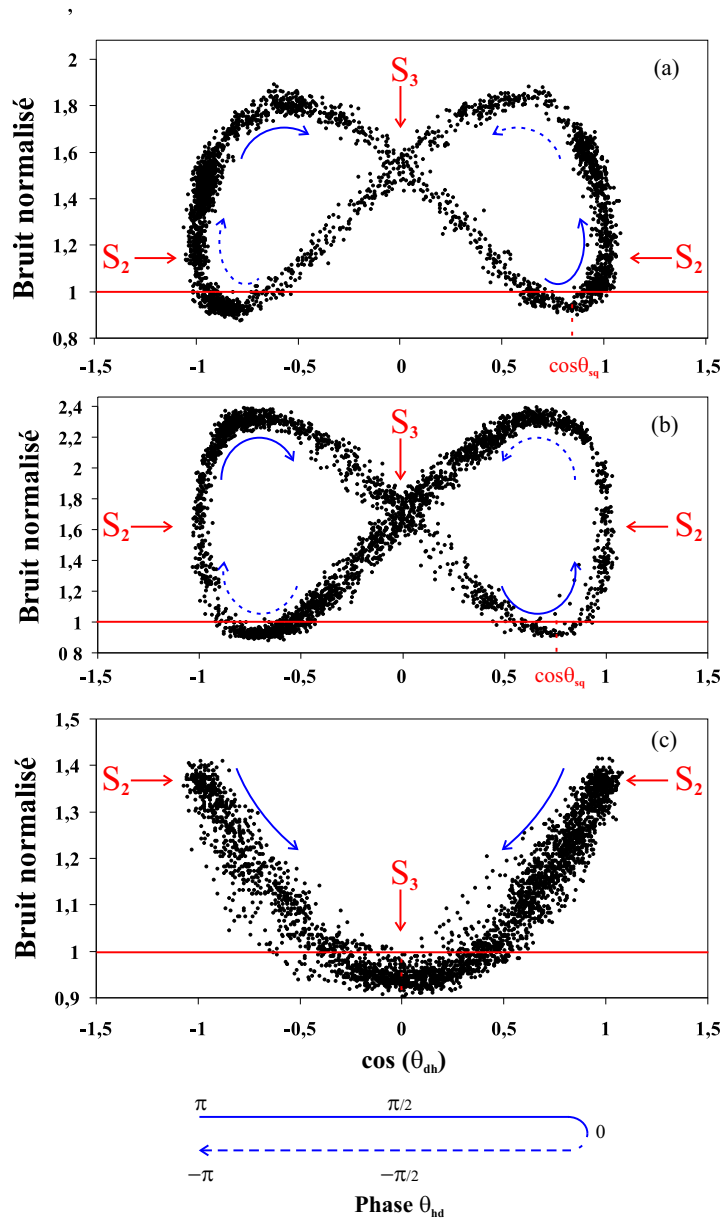 ,
2
(a)
S3
1,8
1,6
1,4
1,2
S2
S2
1
0,8
Bruit normalisé
-1,5
-1
-0,5
0
0,5
cosθsq
1
1,5
2,4
(b)
S3
2,2
1,8
1,6
S2
S2
1,4
1,2
1
0 8
Bruit normalisé
-1,5
-1
-0,5
0
0,5
cosθsq
1
1,5
1,5
(c)
1,4
S2
S2
1,3
1,2
S3
1,1
1
0,9
Bruit normalisé
-1,5
-1
-0,5
0
0,5
1
1,5
cos (θdh)
π
π/2
0
−π
−π/2
Phase θhd